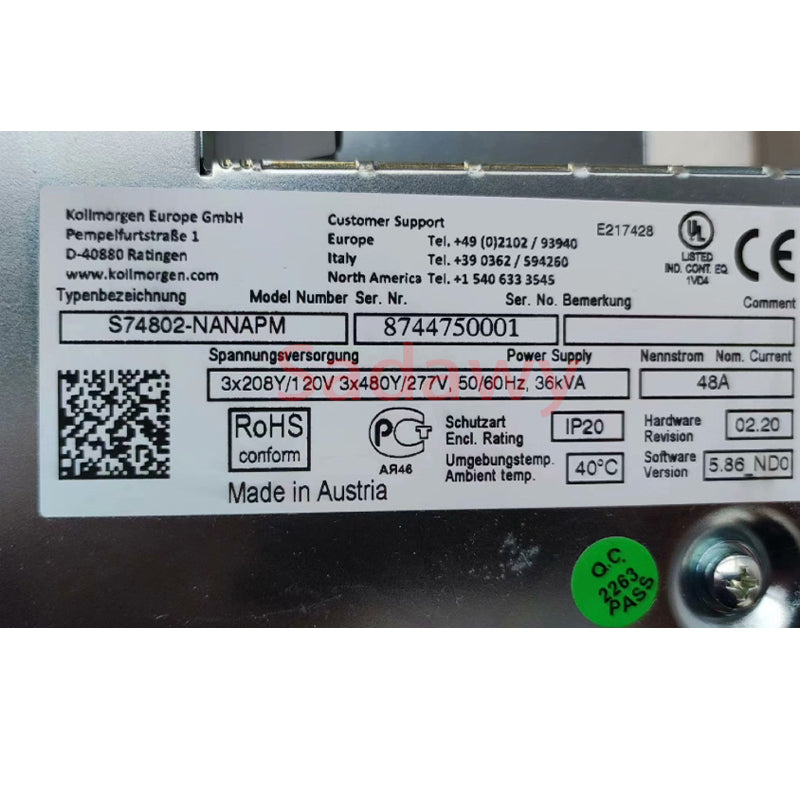 Kollmorgen Europe GmbH
Pempelfurtstraße 1
D-40880 Ratingen
www.kollmorgen.com
Customer Support
Europe Tel. +49 (0)2102 / 93940
Italy Tel. +39 0362 / 594260
North America Tel. +1 540 633 3545
E217428
UL
LISTED
IND. CONT. EQ
1VD4
CE
Typenbezeichnung Model Number Ser. Nr. Ser. No. Bemerkung Comment
S74802-NANAPM 8744750001
Spannungsversorgung Power Supply Nennstrom Nom. Current
3x208Y/120V 3x480Y/277V, 50/60Hz, 36kVA 48A
Sadawy
RoHS
conform
PCT
АЯ46
Schutzart
Encl. Rating
IP20
Hardware
Revision
02.20
Umgebungstemp.
Ambient temp.
40°C
Software
Version
5.86_ND0
Made in Austria
Q.C.
2263
PASS